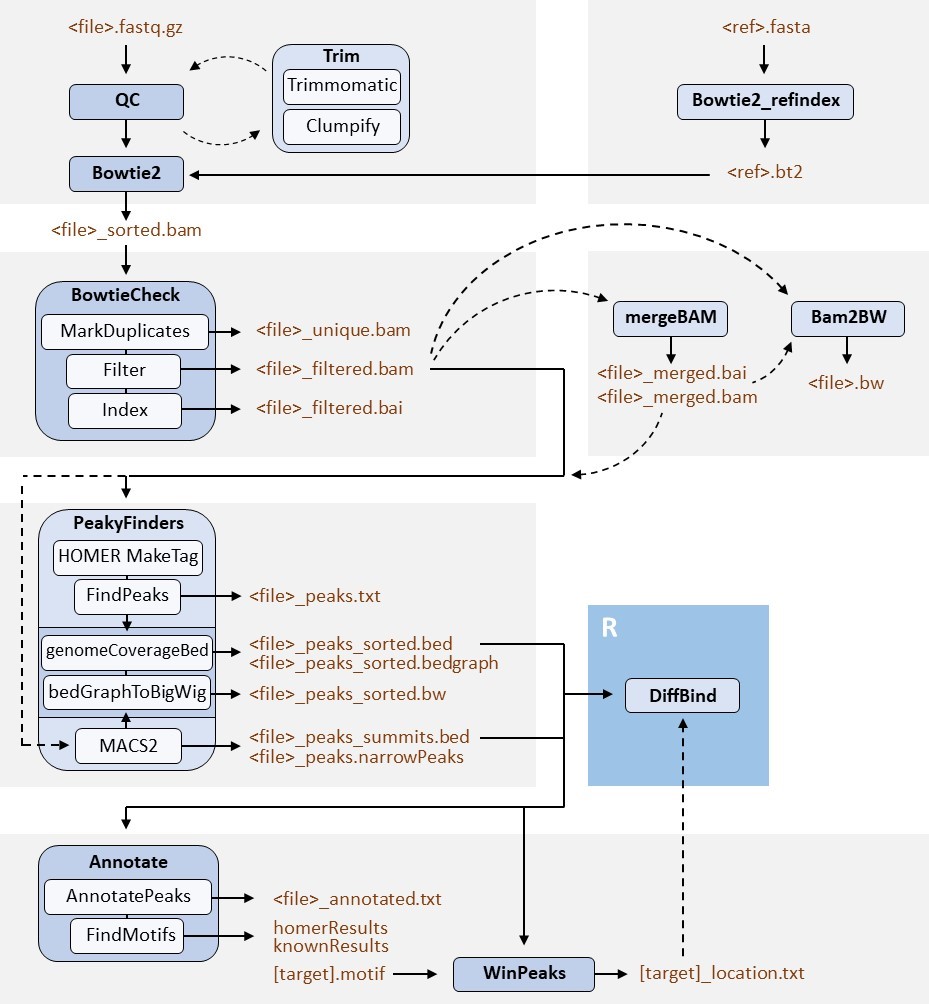 <file>.fastq.gz
<ref>.fasta
Trim
Trimmomatic
Clumpify
QC
Bowtie2_refindex
Bowtie2
<ref>.bt2
<file>_sorted.bam
BowtieCheck
MarkDuplicates
<file>_unique.bam
Filter
<file>_filtered.bam
Index
<file>_filtered.bai
mergeBAM
Bam2BW
<file>_merged.bai
<file>_merged.bam
<file>.bw
PeakyFinders
HOMER MakeTag
FindPeaks
<file>_peaks.txt
genomeCoverageBed
<file>_peaks_sorted.bed
<file>_peaks_sorted.bedgraph
bedGraphToBigWig
<file>_peaks_sorted.bw
MACS2
<file>_peaks_summits.bed
<file>_peaks.narrowPeaks
R
DiffBind
Annotate
AnnotatePeaks
<file>_annotated.txt
FindMotifs
homerResults
knownResults
[target].motif
WinPeaks
[target]_location.txt